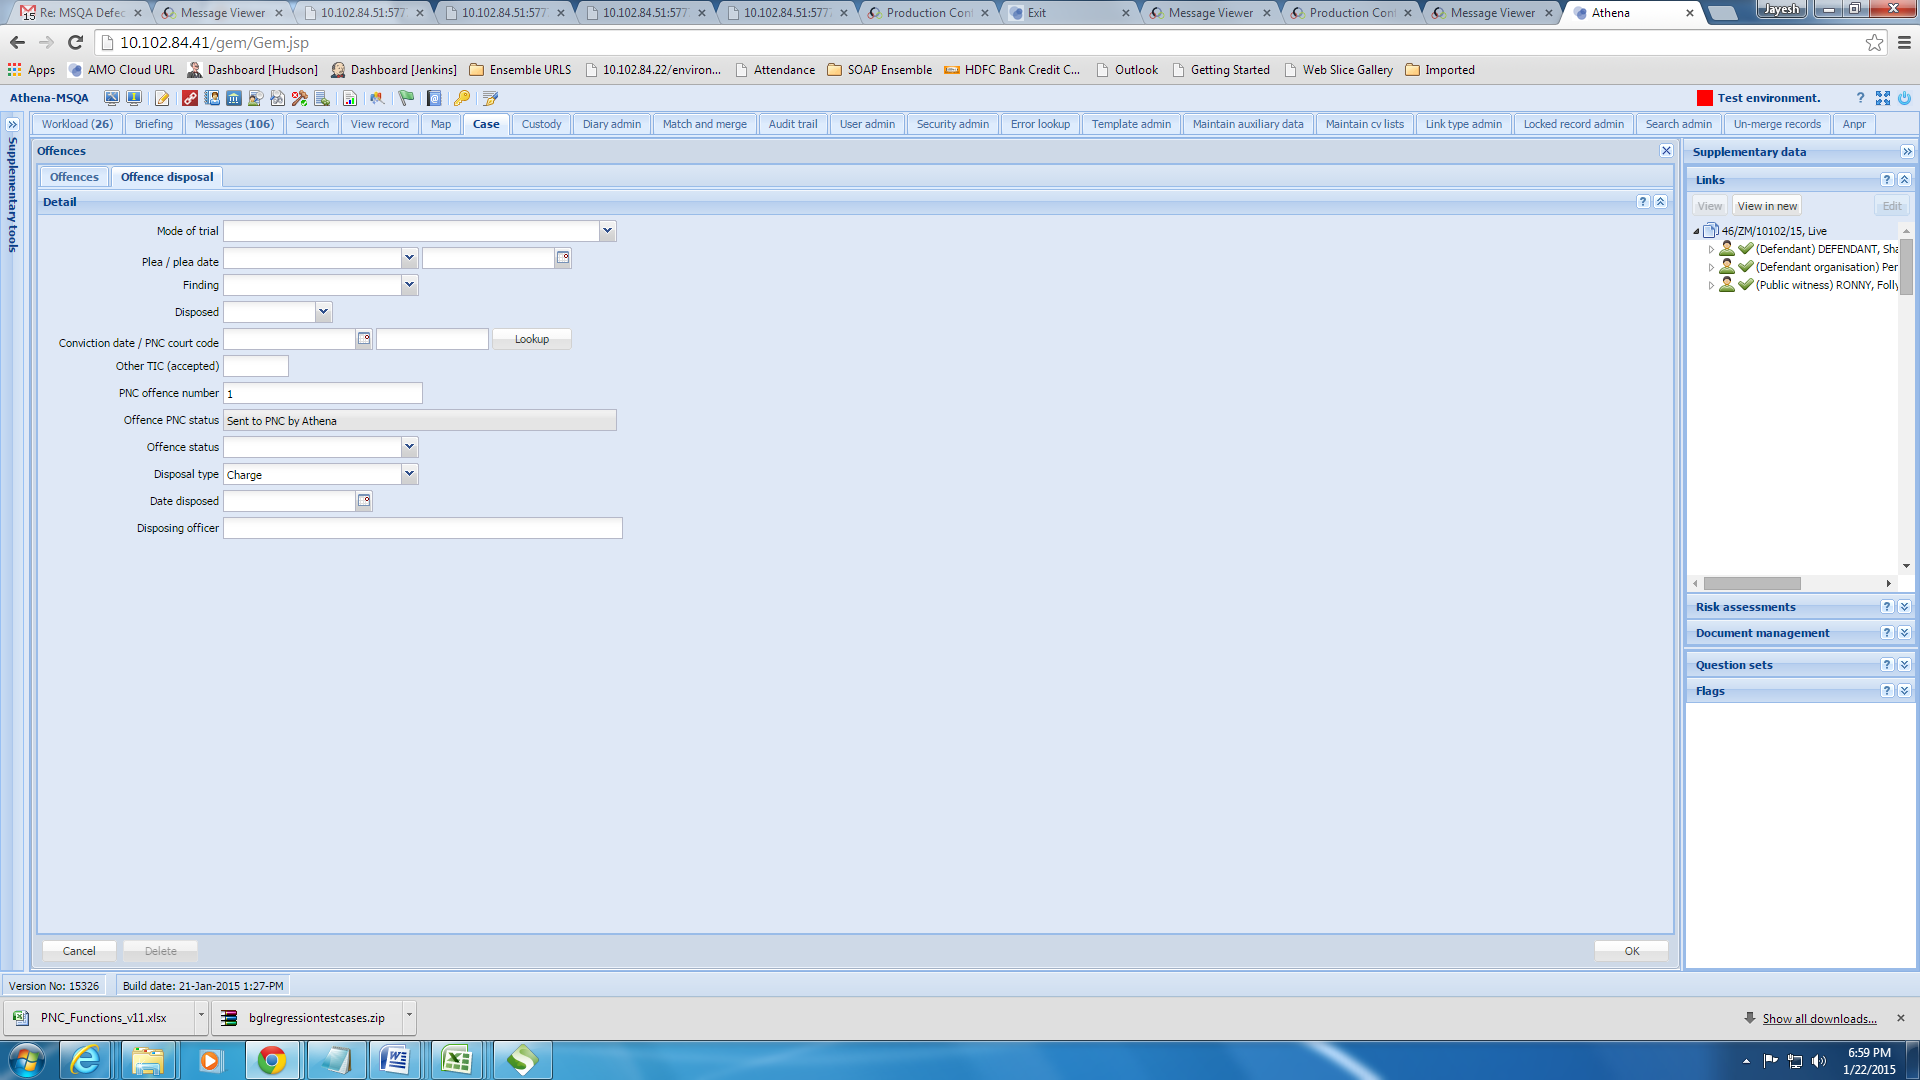 15 Re: MSQA Defec
Message Viewer
10.102.84.51:577
10.102.84.51:577
10.102.84.51:577
10.102.84.51:577
Production Con
Exit
Message Viewer
Production Con
Message Viewer
Athena
Jayesh
10.102.84.41/gem/Gem.jsp
Apps AMO Cloud URL Dashboard [Hudson] Dashboard [Jenkins] Ensemble URLS 10.102.84.22/environ... Attendance SOAP Ensemble HDFC Bank Credit C... Outlook Getting Started Web Slice Gallery Imported
Athena-MSQA
Test environment. ?
Workload (26) Briefing Messages (106) Search View record Map Case Custody Diary admin Match and merge Audit trail User admin Security admin Error lookup Template admin Maintain auxiliary data Maintain cv lists Link type admin Locked record admin Search admin Un-merge records Anpr
Supplementary tools
Offences
Offences Offence disposal
Detail ?
Mode of trial
Plea / plea date
Finding
Disposed
Conviction date / PNC court code Lookup
Other TIC (accepted)
PNC offence number 1
Offence PNC status Sent to PNC by Athena
Offence status
Disposal type Charge
Date disposed
Disposing officer
Cancel Delete OK
Supplementary data
Links ?
View View in new Edit
46/ZM/10102/15, Live
(Defendant) DEFENDANT, Sha
(Defendant organisation) Per
(Public witness) RONNY, Folly
Risk assessments ?
Document management ?
Question sets ?
Flags ?
Version No: 15326 Build date: 21-Jan-2015 1:27-PM
PNC_Functions_v11.xlsx bglregressiontestcases.zip Show all downloads...
6:59 PM
1/22/2015